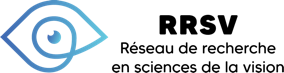 RRSV
Réseau de recherche
en sciences de la vision